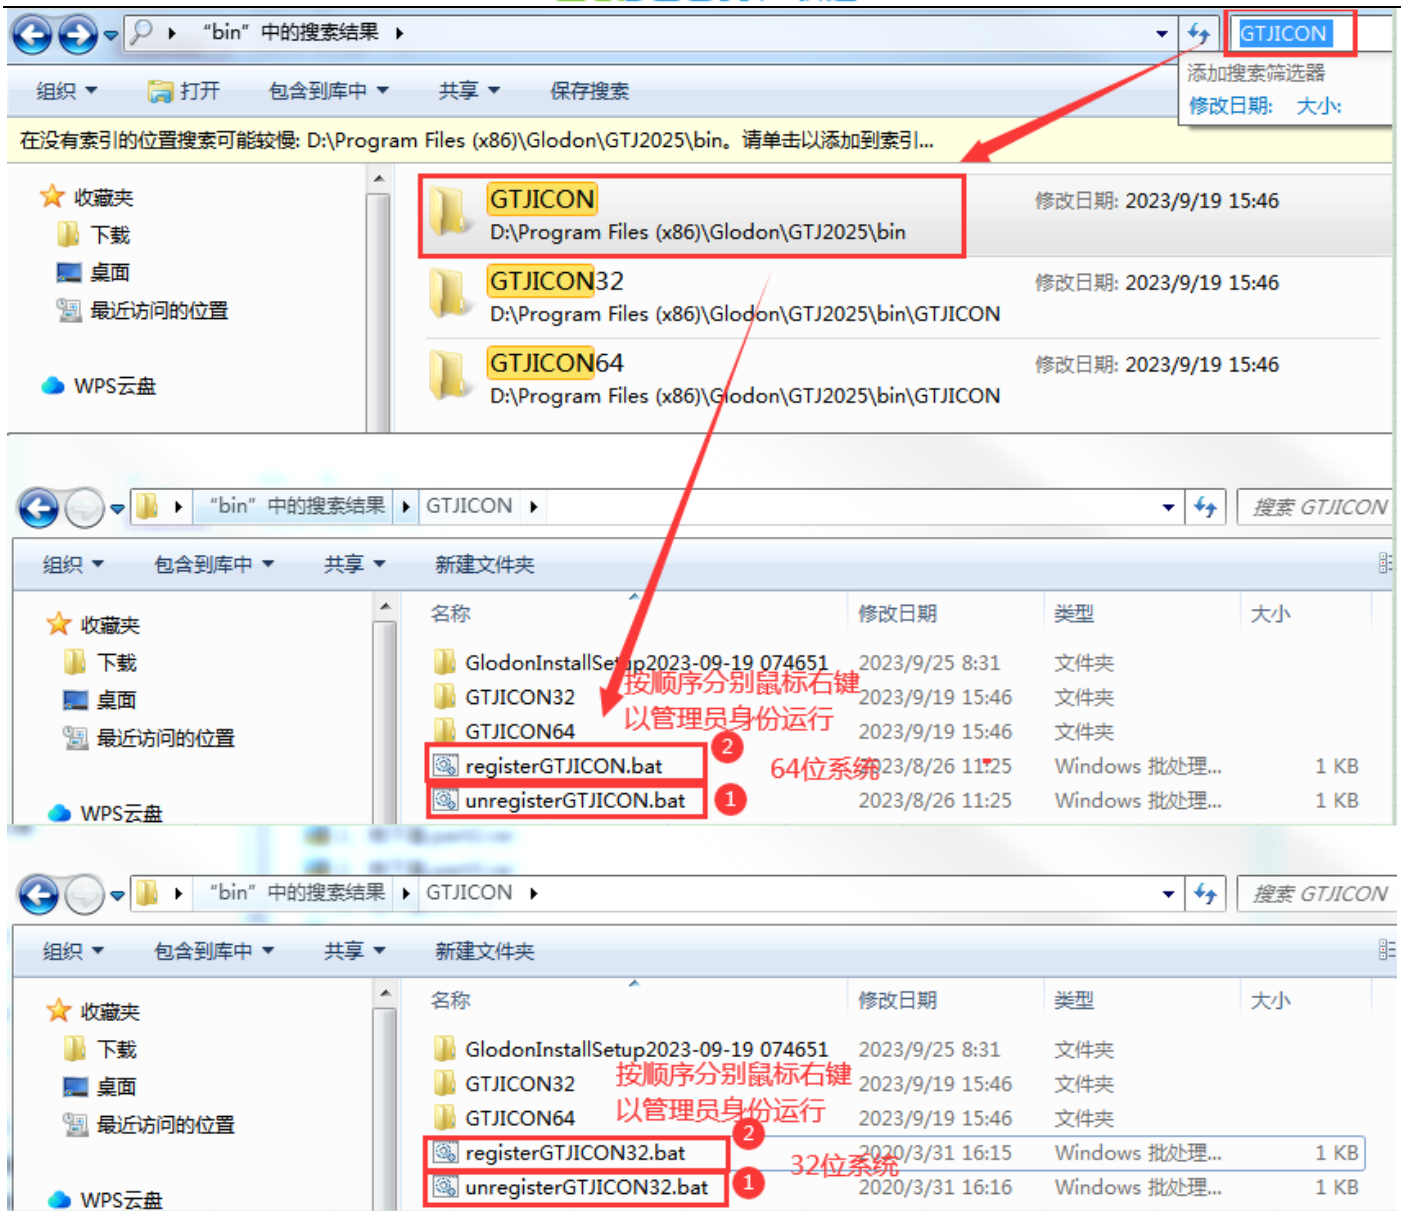 “bin” 中的搜索结果
GTJICON
添加搜索筛选器
修改日期: 大小:
组织 打开 包含到库中 共享 保存搜索
在没有索引的位置搜索可能较慢: D:\Program Files (x86)\Glodon\GTJ2025\bin。请单击以添加到索引...
收藏夹
下载
桌面
最近访问的位置
WPS云盘
GTJICON 修改日期: 2023/9/19 15:46
D:\Program Files (x86)\Glodon\GTJ2025\bin
GTJICON32 修改日期: 2023/9/19 15:46
D:\Program Files (x86)\Glodon\GTJ2025\bin\GTJICON
GTJICON64 修改日期: 2023/9/19 15:46
D:\Program Files (x86)\Glodon\GTJ2025\bin\GTJICON
“bin” 中的搜索结果 GTJICON 搜索 GTJICON
组织 包含到库中 共享 新建文件夹
收藏夹
下载
桌面
最近访问的位置
WPS云盘
名称 修改日期 类型 大小
GlodonInstallSetup2023-09-19 074651 2023/9/25 8:31 文件夹
GTJICON32 2023/9/19 15:46 文件夹
GTJICON64 2023/9/19 15:46 文件夹
registerGTJICON.bat 2023/8/26 11:25 Windows 批处理... 1 KB
unregisterGTJICON.bat 2023/8/26 11:25 Windows 批处理... 1 KB
按顺序分别鼠标右键
以管理员身份运行
2
64位系统
1
“bin” 中的搜索结果 GTJICON 搜索 GTJICON
组织 包含到库中 共享 新建文件夹
收藏夹
下载
桌面
最近访问的位置
WPS云盘
名称 修改日期 类型 大小
GlodonInstallSetup2023-09-19 074651 2023/9/25 8:31 文件夹
GTJICON32 2023/9/19 15:46 文件夹
GTJICON64 2023/9/19 15:46 文件夹
registerGTJICON32.bat 2020/3/31 16:15 Windows 批处理... 1 KB
unregisterGTJICON32.bat 2020/3/31 16:16 Windows 批处理... 1 KB
按顺序分别鼠标右键
以管理员身份运行
2
32位系统
1